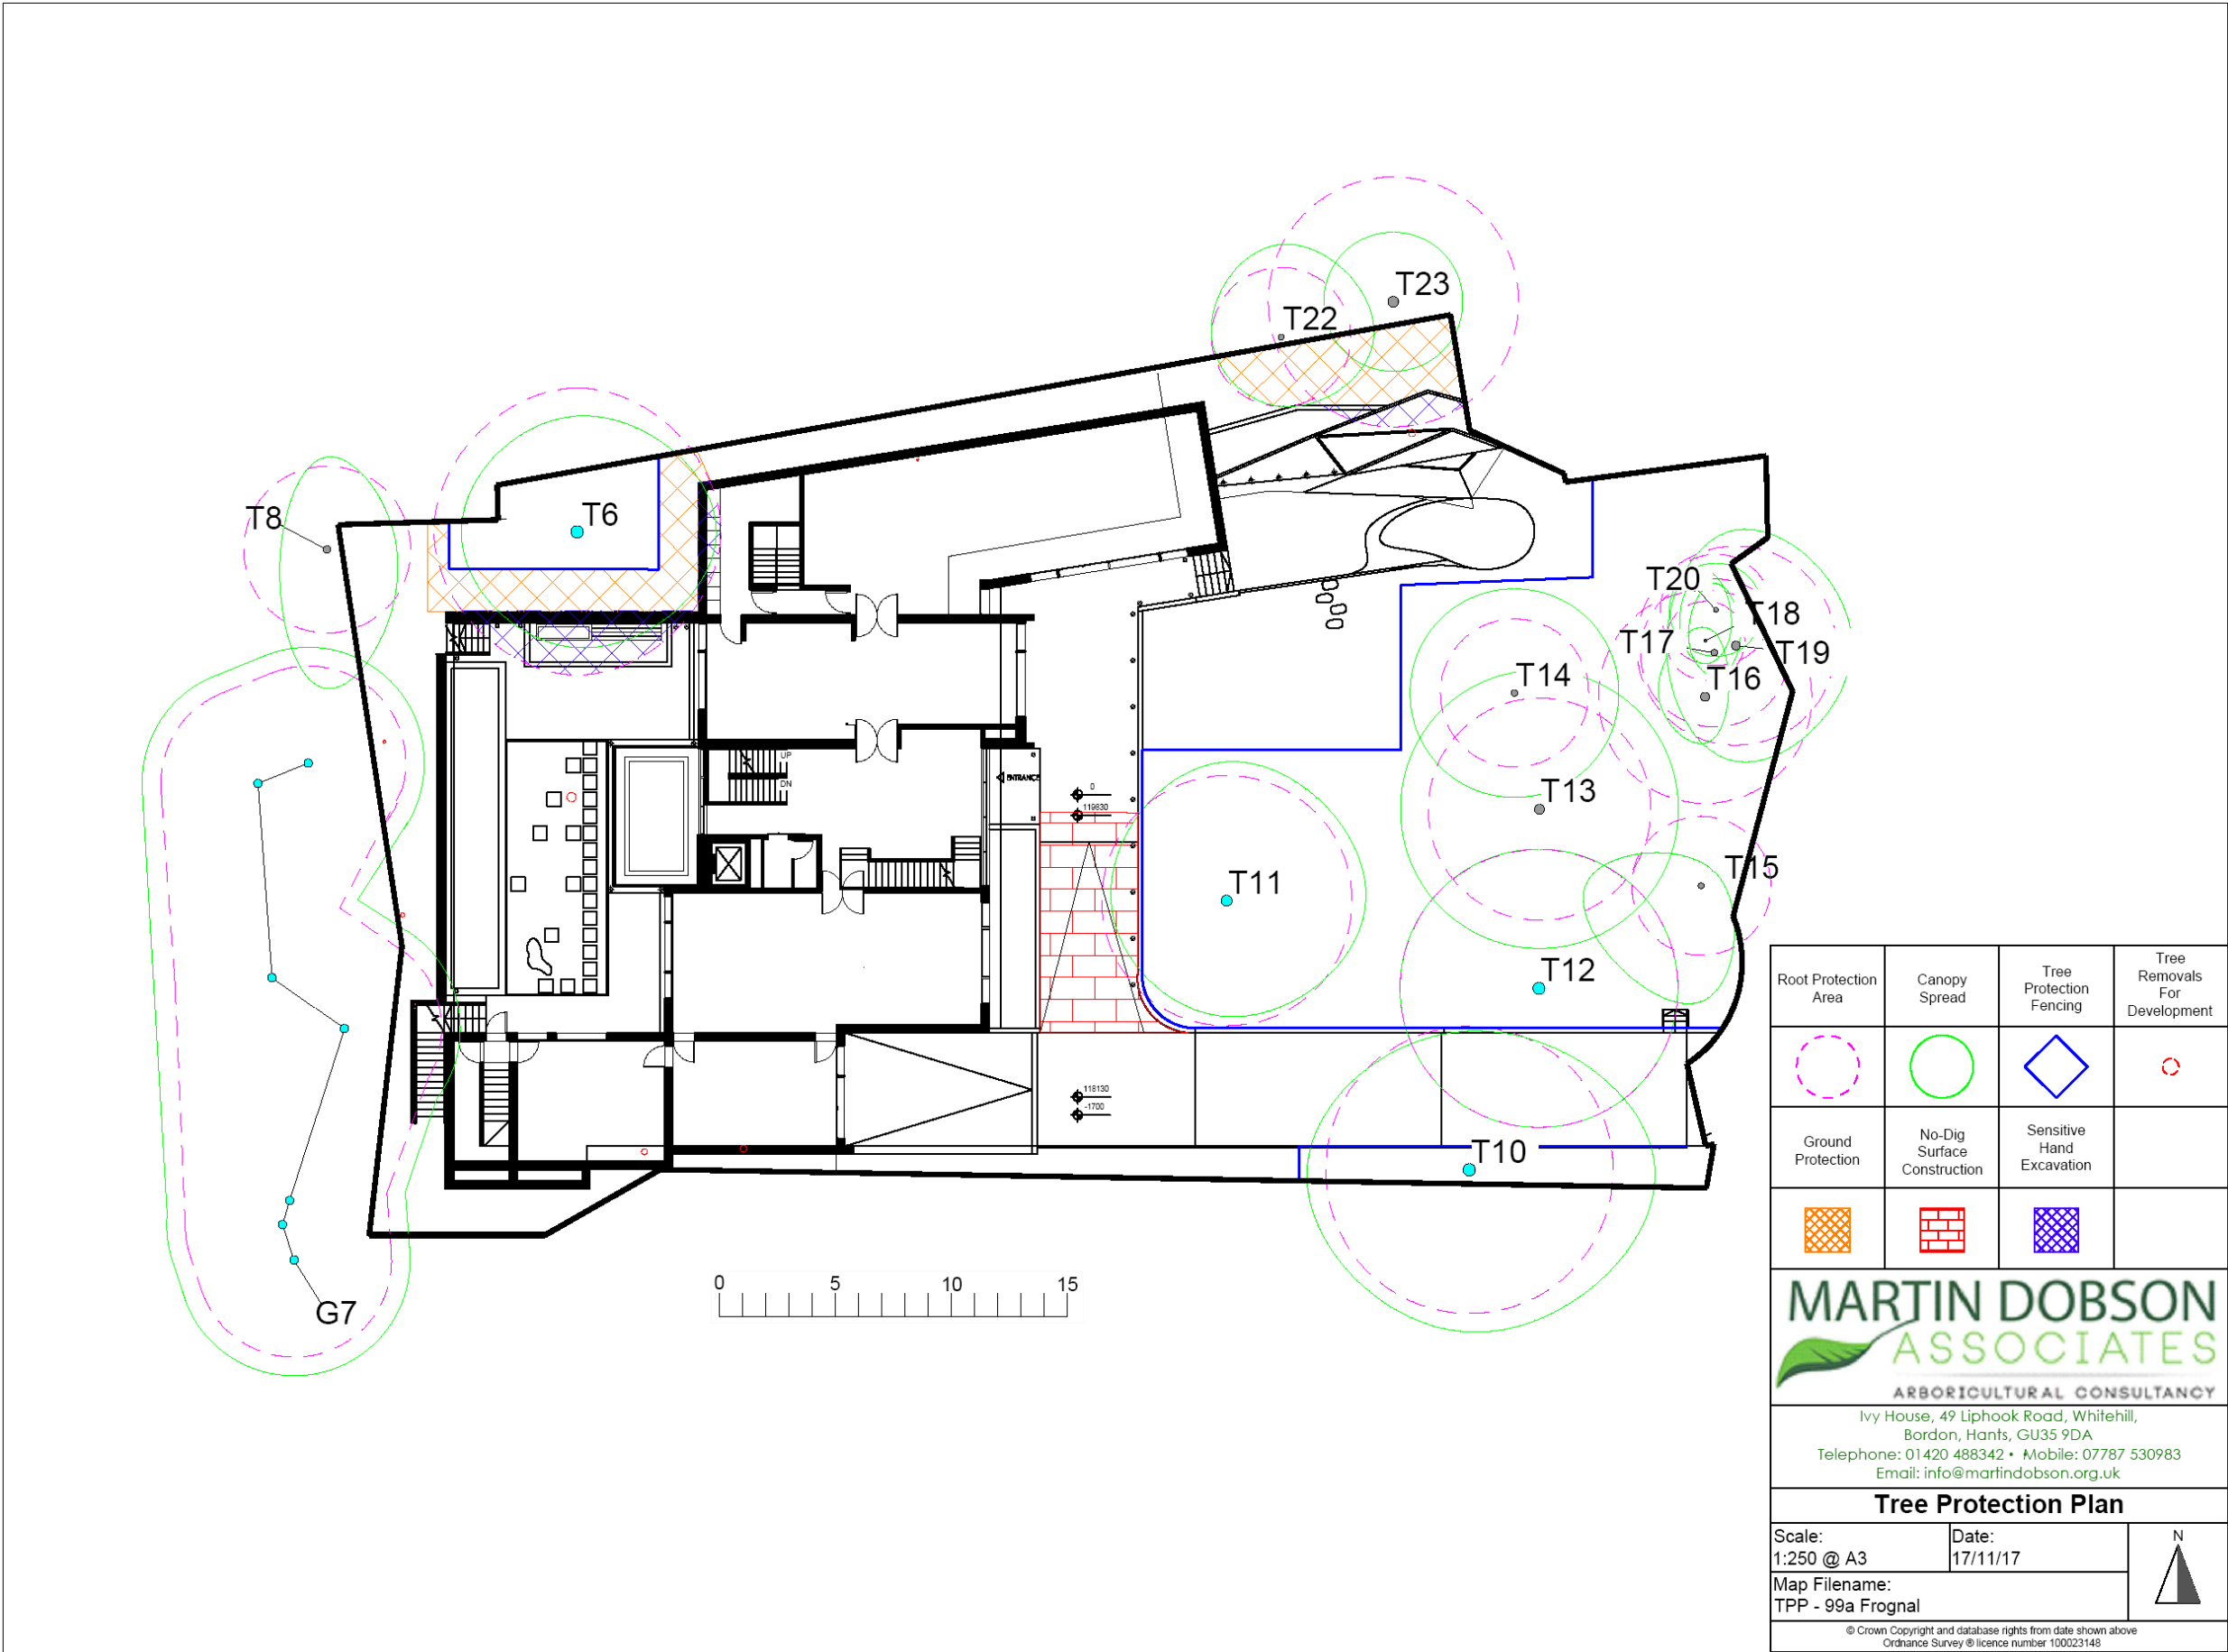 T23
T22
T8
T6
T20
T18
T17
T19
T16
T14
T13
T15
T11
T12
T10
G7
UP
DN
ENTRANCE
0
119830
118130
-1700
0 5 10 15
Root Protection Area
Canopy Spread
Tree Protection Fencing
Tree Removals For Development
Ground Protection
No-Dig Surface Construction
Sensitive Hand Excavation
MARTIN DOBSON
ASSOCIATES
ARBORICULTURAL CONSULTANCY
Ivy House, 49 Liphook Road, Whitehill,
Bordon, Hants, GU35 9DA
Telephone: 01420 488342 • Mobile: 07787 530983
Email: info@martindobson.org.uk
Tree Protection Plan
Scale:
1:250 @ A3
Date:
17/11/17
N
Map Filename:
TPP - 99a Frognal
© Crown Copyright and database rights from date shown above
Ordnance Survey ® licence number 100023148